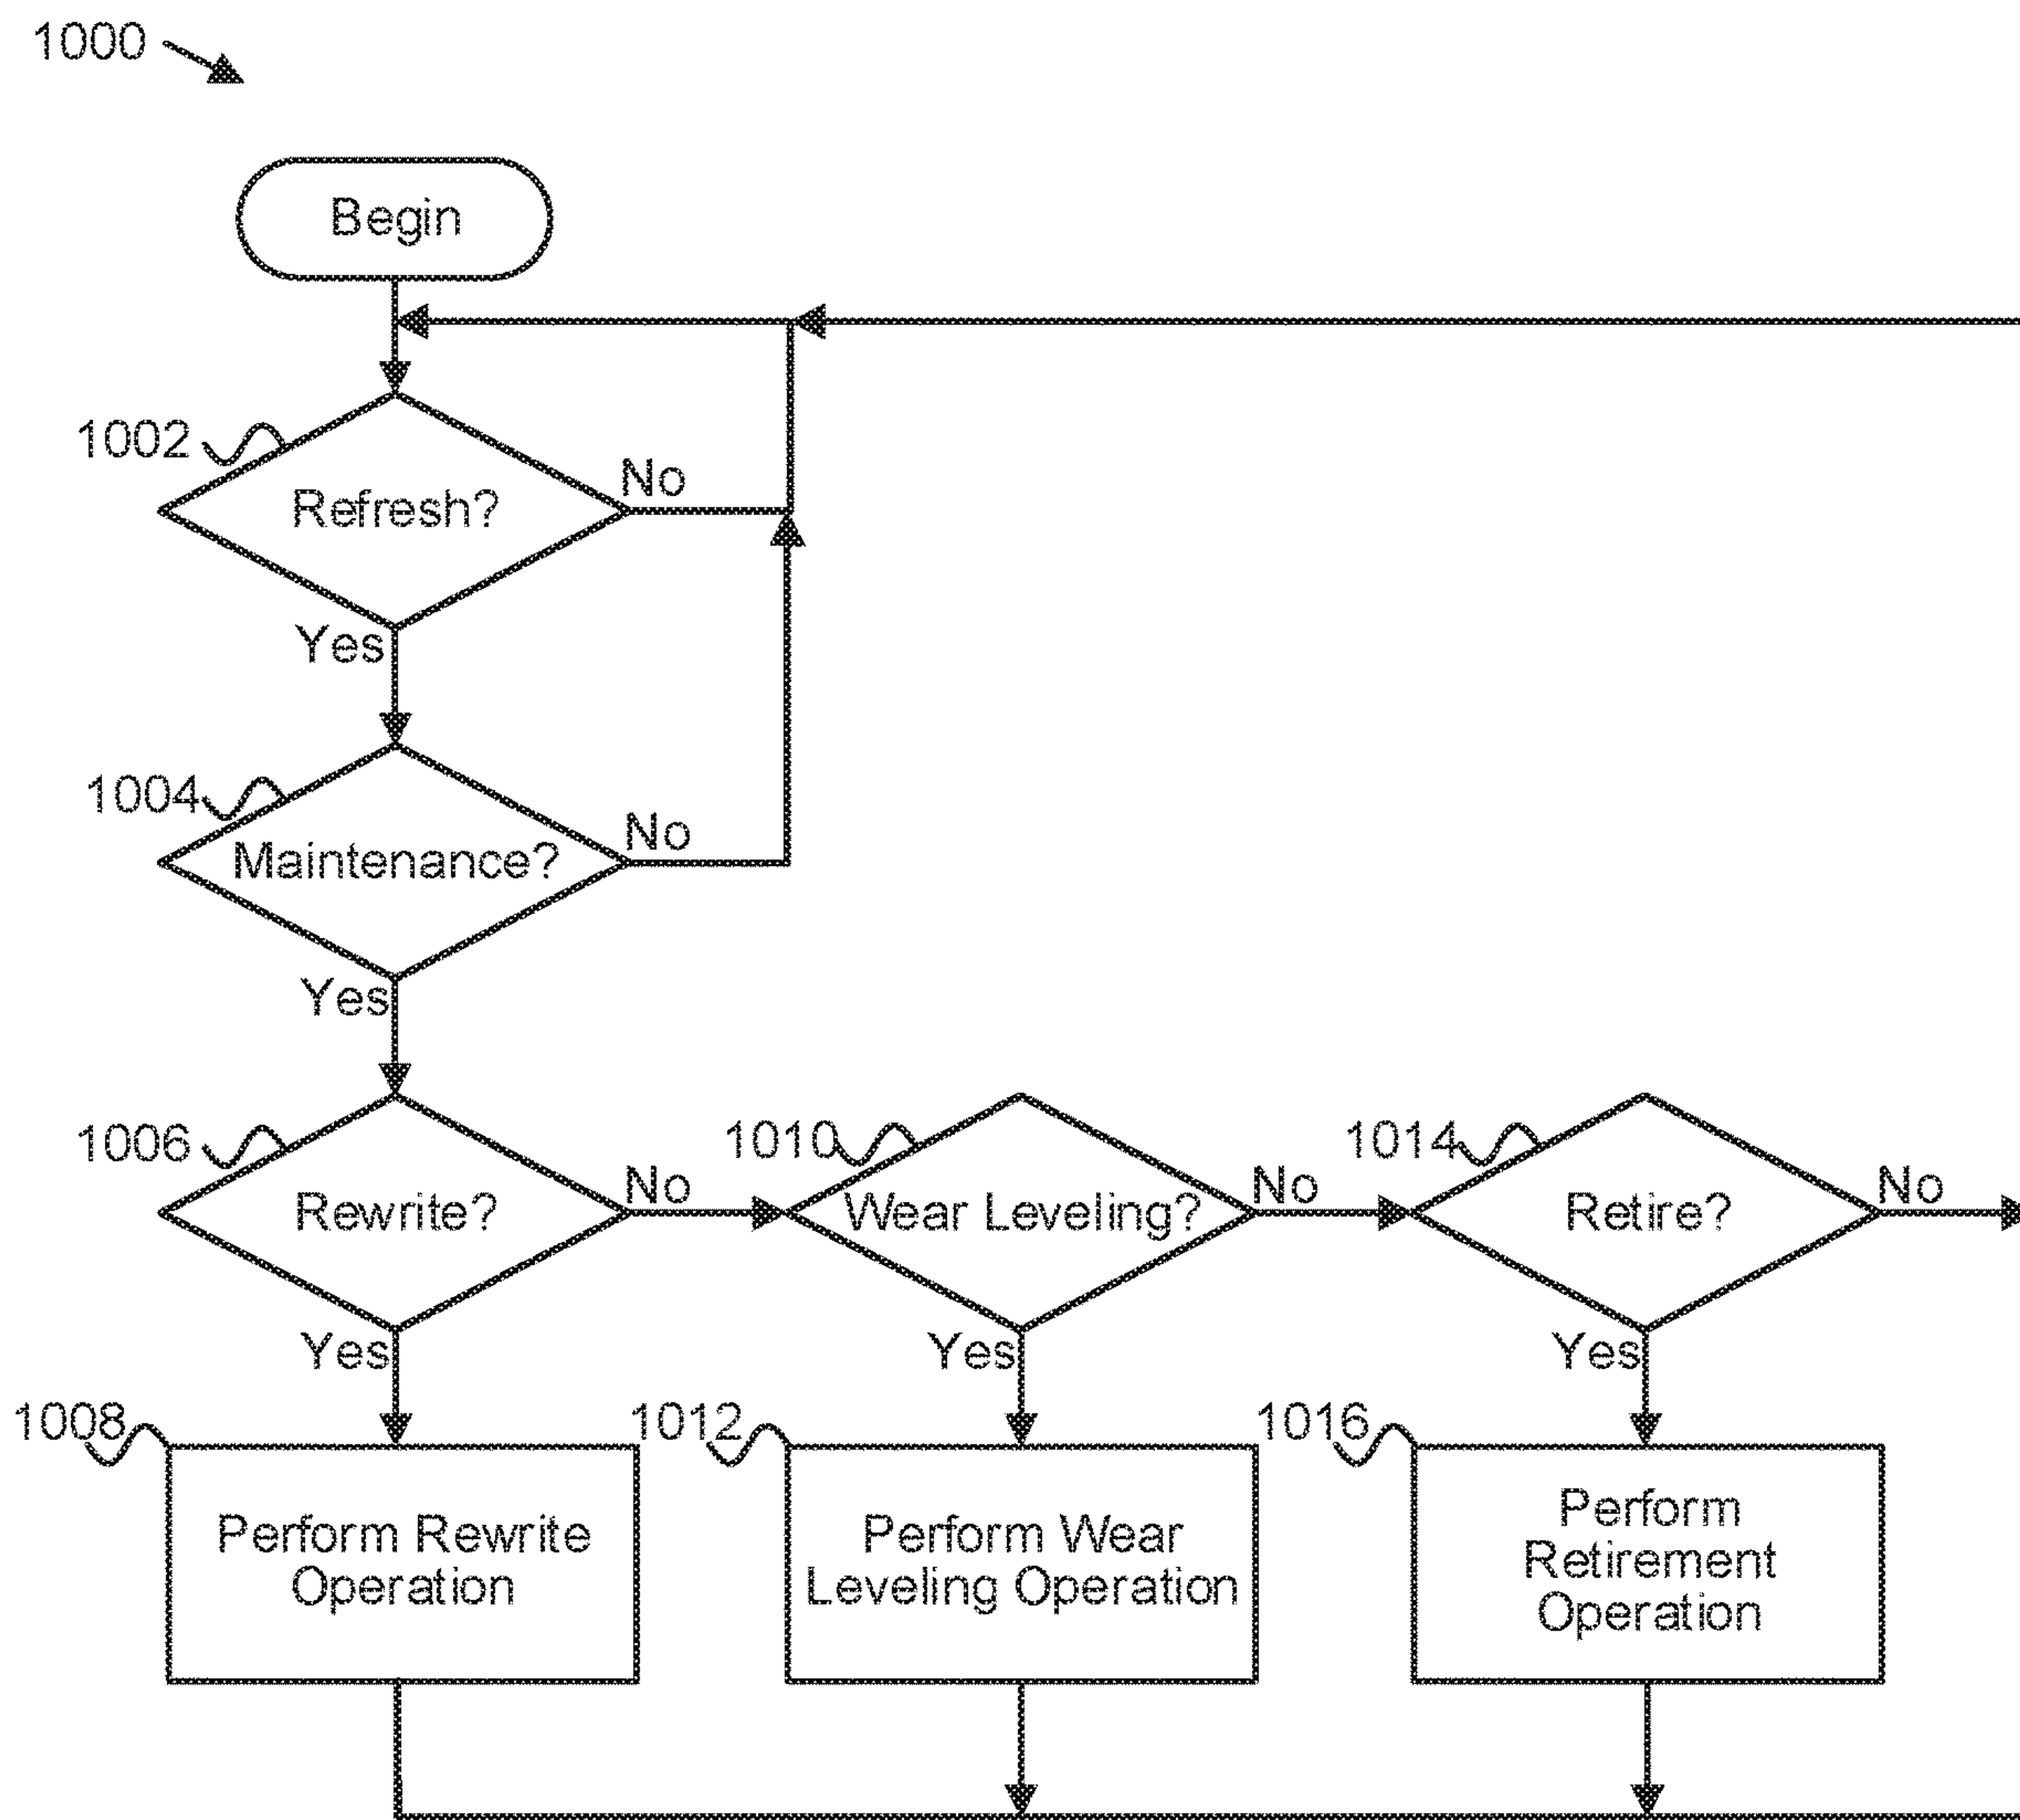 1000
Begin
1002
Refresh?
No
Yes
1004
Maintenance?
No
Yes
1006
Rewrite?
No
1010
Wear Leveling?
No
1014
Retire?
No
Yes
Yes
Yes
1008
Perform Rewrite
Operation
1012
Perform Wear
Leveling Operation
1016
Perform
Retirement
Operation